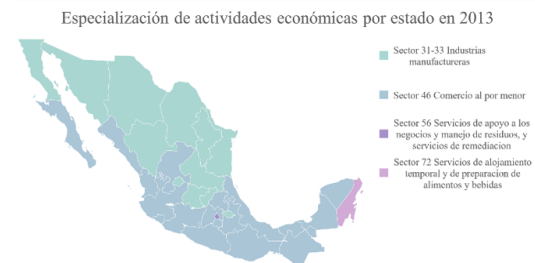 Especialización de actividades económicas por estado en 2013
Sector 31-33 Industrias
manufactureras
Sector 46 Comercio al por menor
Sector 56 Servicios de apoyo a los
negocios y manejo de residuos, y
servicios de remediacion
Sector 72 Servicios de alojamiento
temporal y de preparacion de
alimentos y bebidas